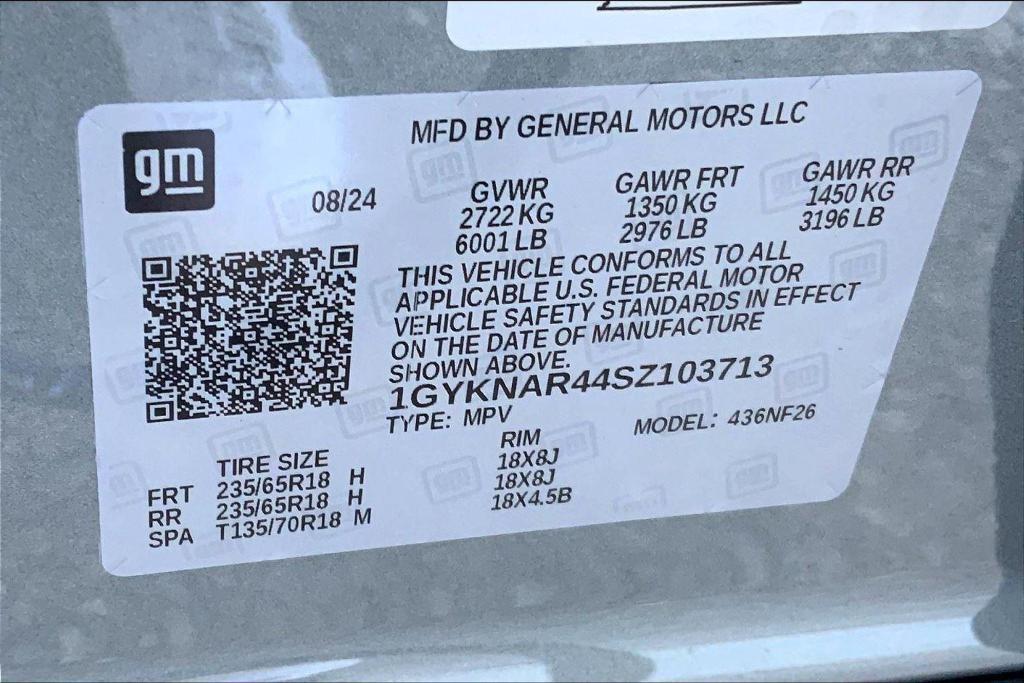 MFD BY GENERAL MOTORS LLC
gm
08/24
GVWR GAWR FRT GAWR RR
2722 KG 1350 KG 1450 KG
6001 LB 2976 LB 3196 LB
THIS VEHICLE CONFORMS TO ALL
APPLICABLE U.S. FEDERAL MOTOR
VEHICLE SAFETY STANDARDS IN EFFECT
ON THE DATE OF MANUFACTURE
SHOWN ABOVE.
1GYKNAR44SZ103713
TYPE: MPV MODEL: 436NF26
TIRE SIZE RIM
FRT 235/65R18 H 18X8J
RR 235/65R18 H 18X8J
SPA T135/70R18 M 18X4.5B